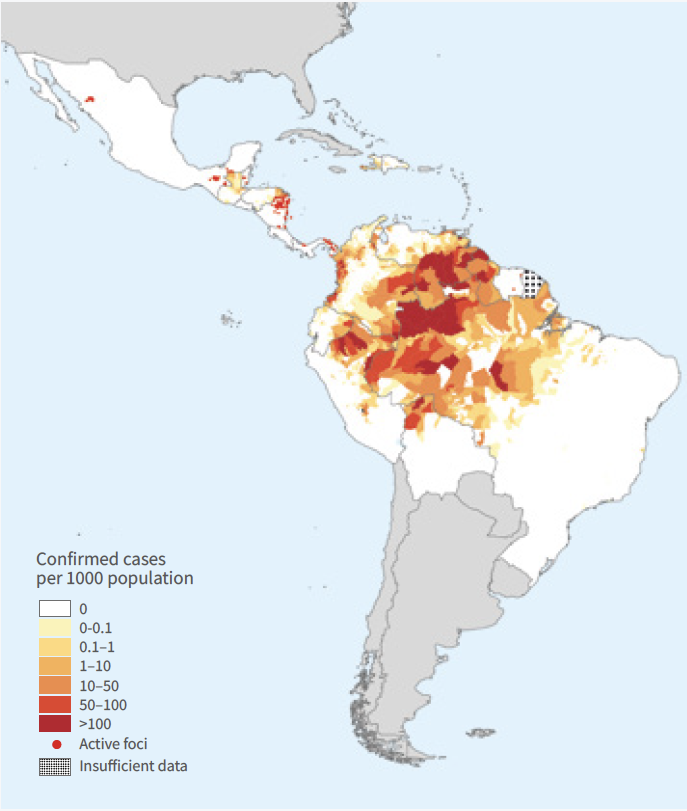 Confirmed cases
per 1000 population
0
0-0.1
0.1–1
1–10
10–50
50–100
>100
Active foci
Insufficient data